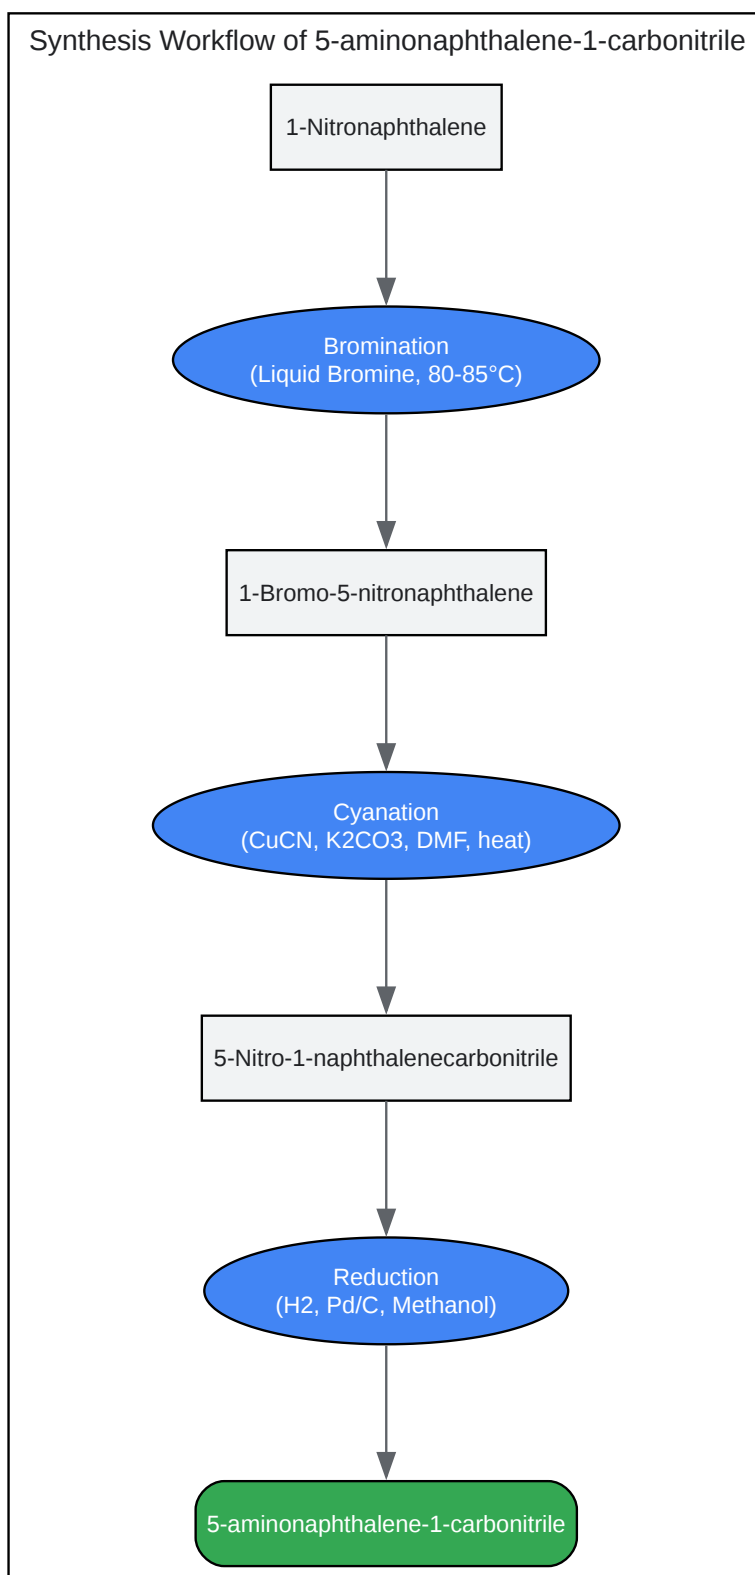 Synthesis Workflow of 5-aminonaphthalene-1-carbonitrile
1-Nitronaphthalene
Bromination
(Liquid Bromine, 80-85°C)
1-Bromo-5-nitronaphthalene
Cyanation
(CuCN, K2CO3, DMF, heat)
5-Nitro-1-naphthalenecarbonitrile
Reduction
(H2, Pd/C, Methanol)
5-aminonaphthalene-1-carbonitrile